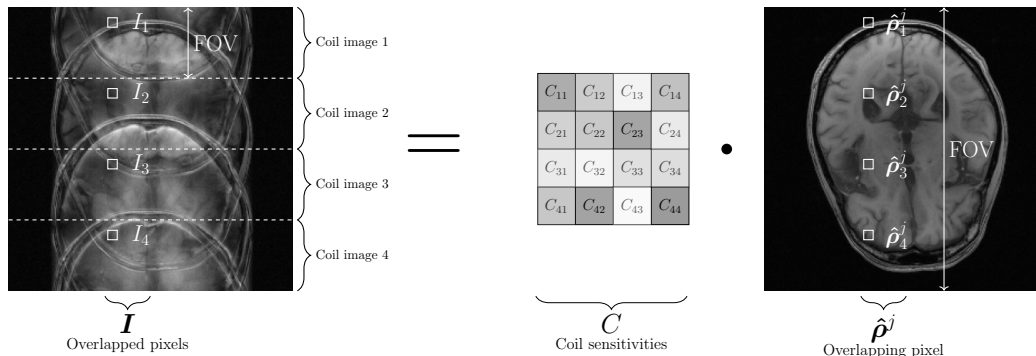 I₁
FOV
I₂
I₃
I₄
Coil image 1
Coil image 2
Coil image 3
Coil image 4
I
Overlapped pixels
=
C₁₁ C₁₂ C₁₃ C₁₄
C₂₁ C₂₂ C₂₃ C₂₄
C₃₁ C₃₂ C₃₃ C₃₄
C₄₁ C₄₂ C₄₃ C₄₄
C
Coil sensitivities
•
ρ̂₁ʲ
ρ̂₂ʲ
FOV
ρ̂₃ʲ
ρ̂₄ʲ
ρ̂ʲ
Overlapping pixel